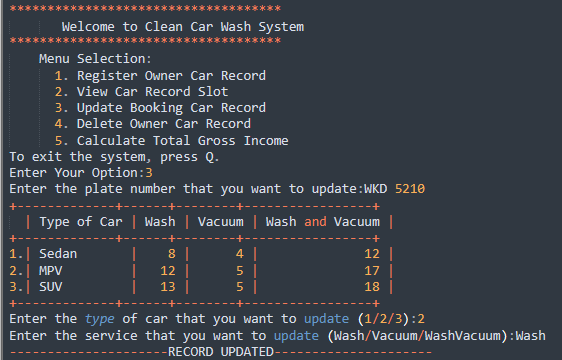 ************************************
Welcome to Clean Car Wash System
************************************
Menu Selection:
1. Register Owner Car Record
2. View Car Record Slot
3. Update Booking Car Record
4. Delete Owner Car Record
5. Calculate Total Gross Income
To exit the system, press Q.
Enter Your Option:3
Enter the plate number that you want to update:WKD 5210
+-------------+------+--------+-----------------+
| Type of Car | Wash | Vacuum | Wash and Vacuum |
+-------------+------+--------+-----------------+
1.| Sedan | 8 | 4 | 12 |
2.| MPV | 12 | 5 | 17 |
3.| SUV | 13 | 5 | 18 |
+-------------+------+--------+-----------------+
Enter the type of car that you want to update (1/2/3):2
Enter the service that you want to update (Wash/Vacuum/WashVacuum):Wash
---------------------RECORD UPDATED---------------------